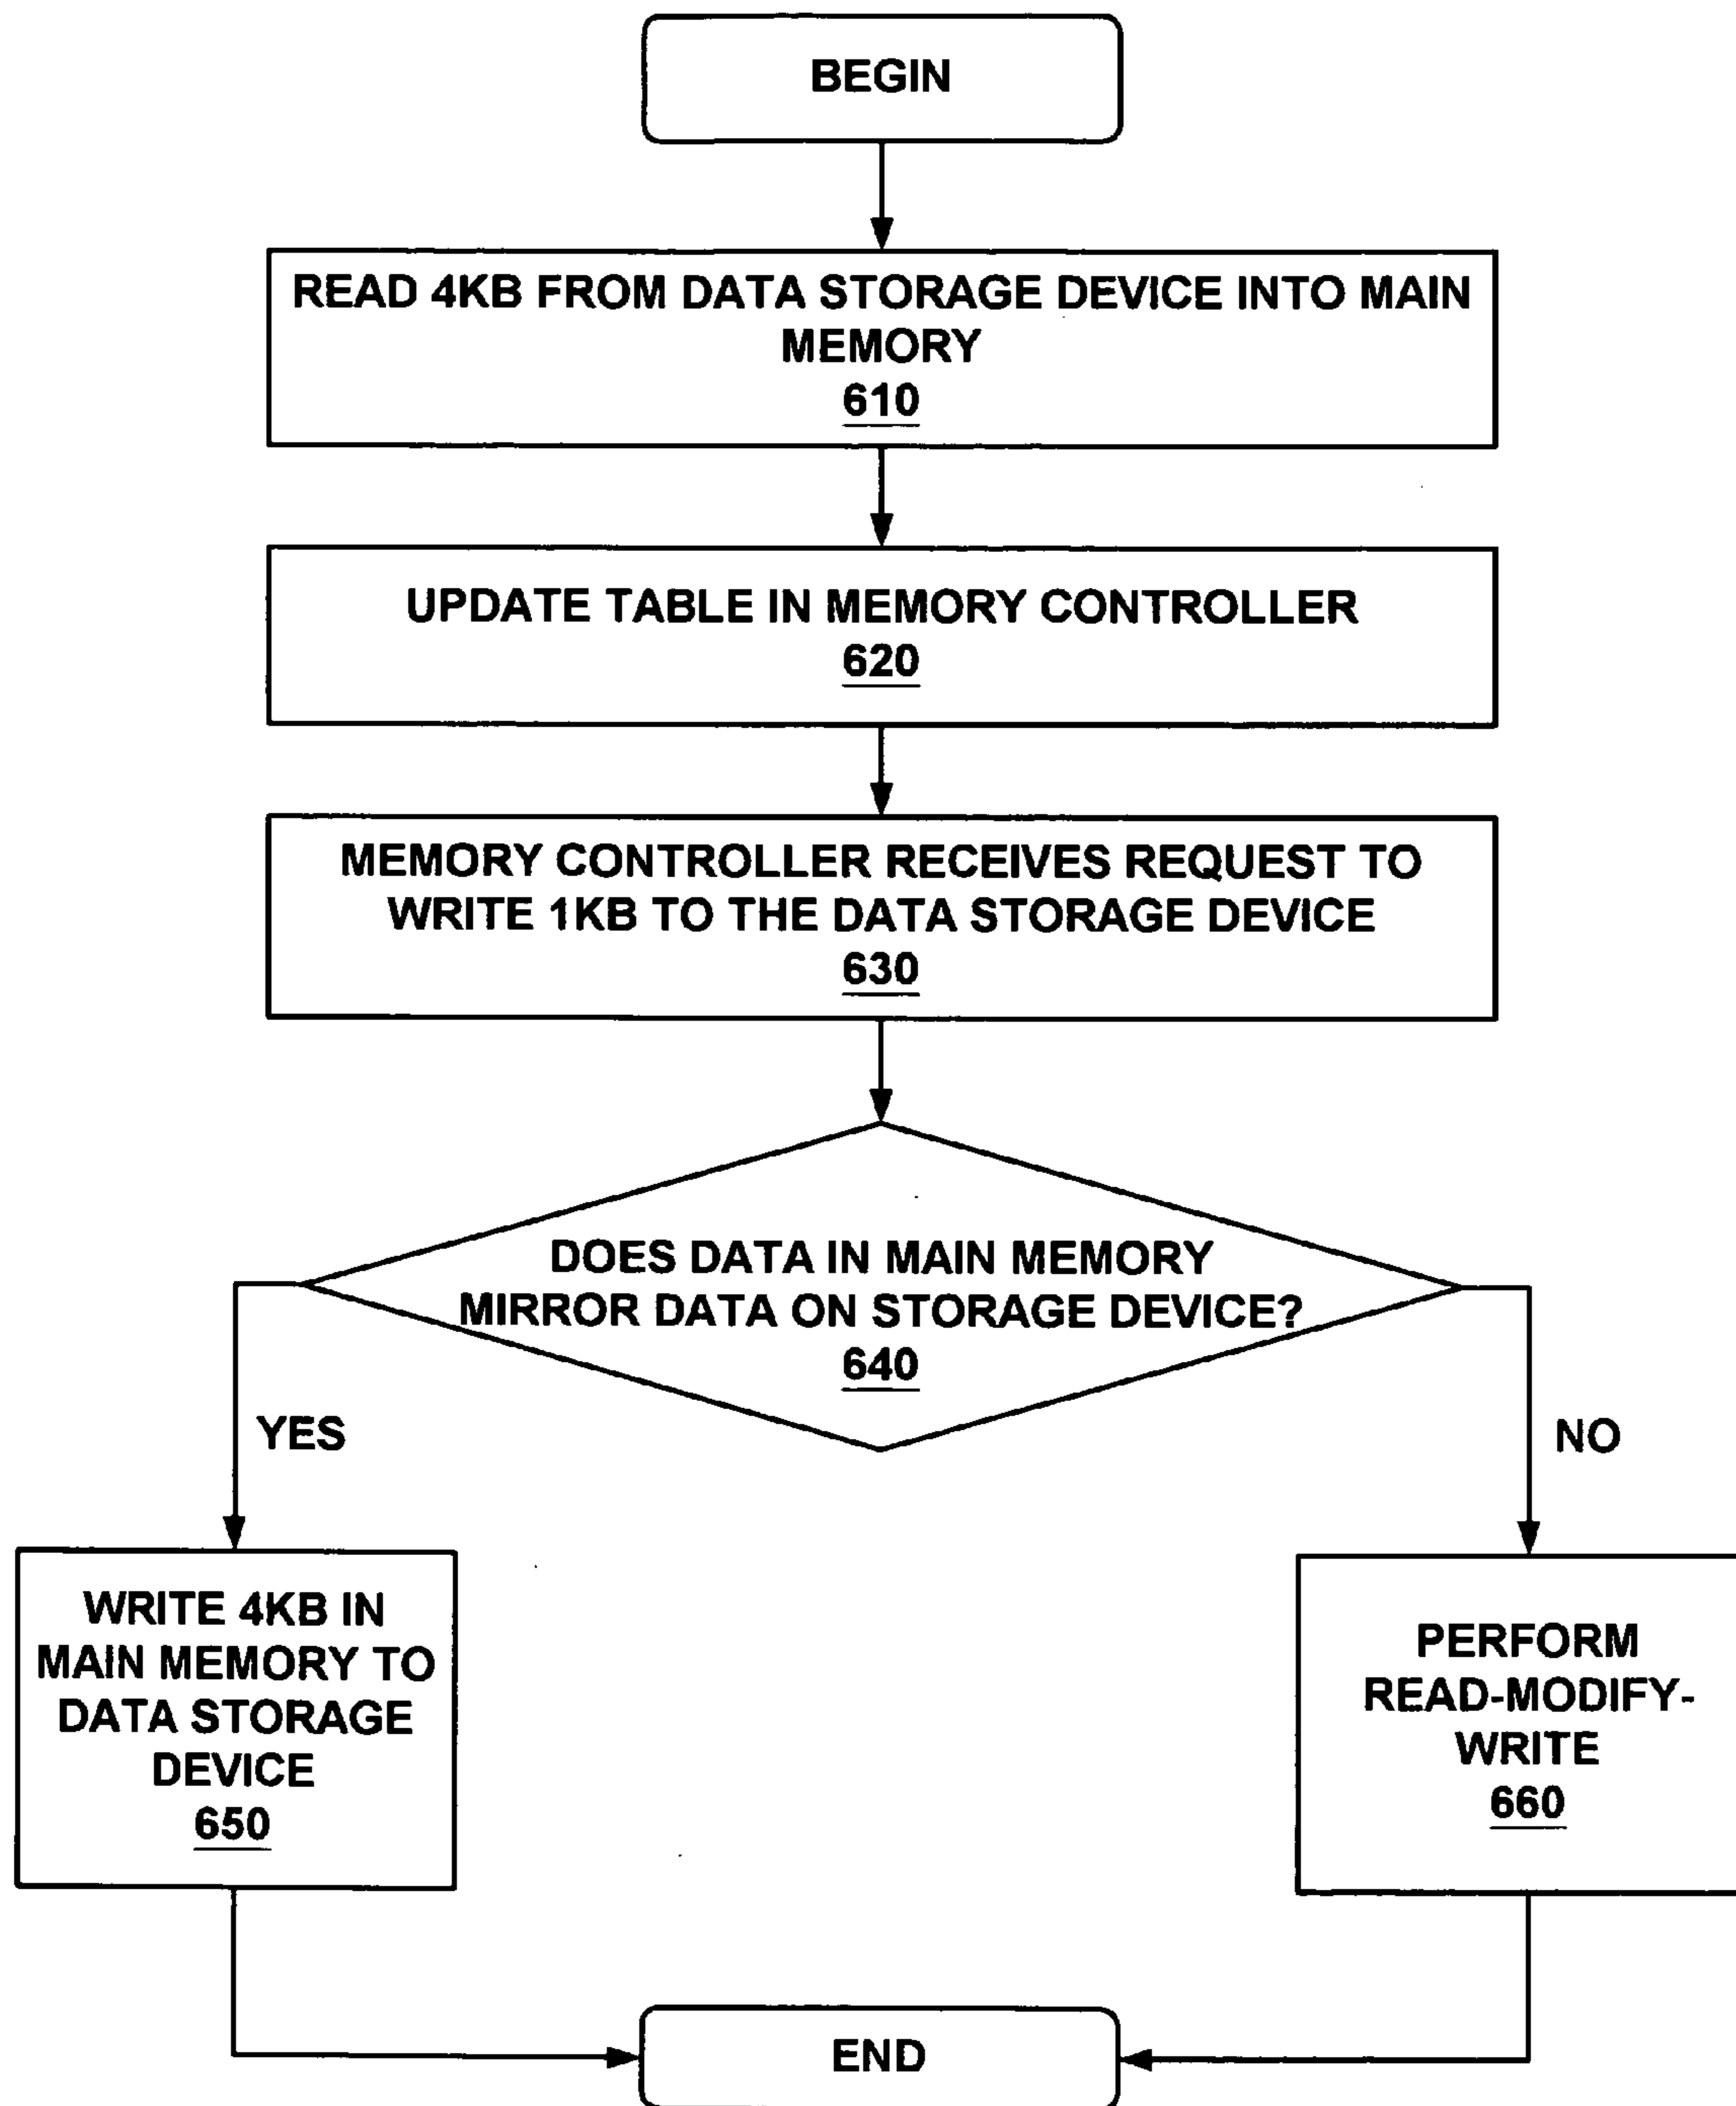 BEGIN
READ 4KB FROM DATA STORAGE DEVICE INTO MAIN
MEMORY
610
UPDATE TABLE IN MEMORY CONTROLLER
620
MEMORY CONTROLLER RECEIVES REQUEST TO
WRITE 1KB TO THE DATA STORAGE DEVICE
630
DOES DATA IN MAIN MEMORY
MIRROR DATA ON STORAGE DEVICE?
640
YES
NO
WRITE 4KB IN
MAIN MEMORY TO
DATA STORAGE
DEVICE
650
PERFORM
READ-MODIFY-
WRITE
660
END